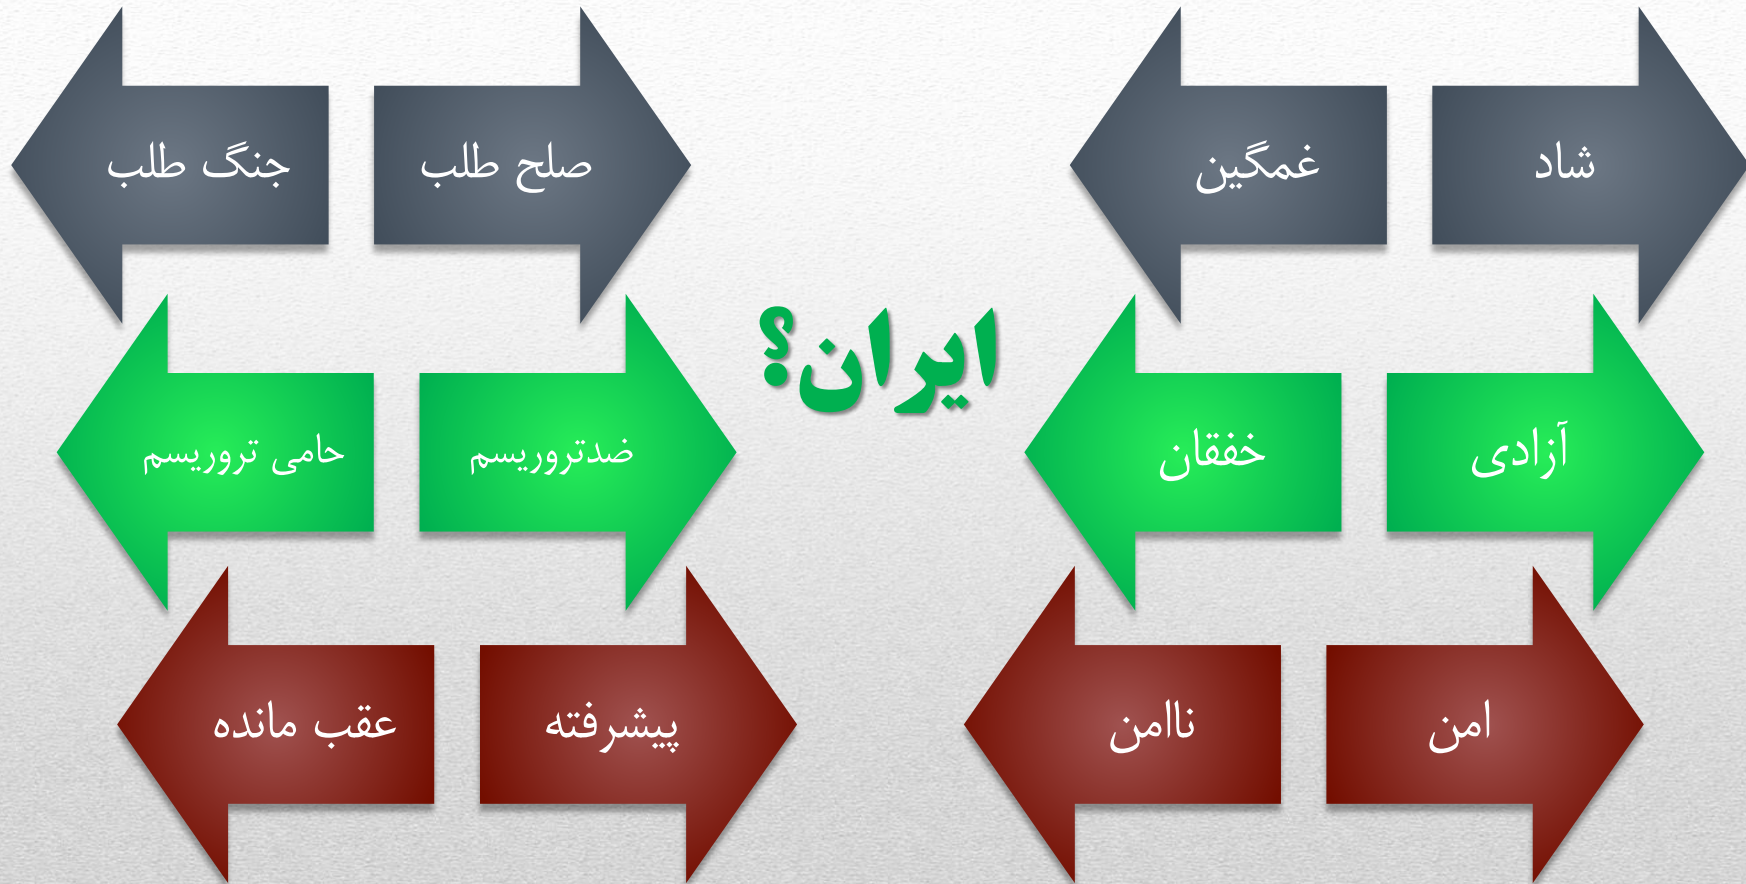 شاد
غمگین
صلح طلب
جنگ طلب
ایران؟
آزادی
خفقان
ضدتروریسم
حامی تروریسم
امن
ناامن
پیشرفته
عقب مانده